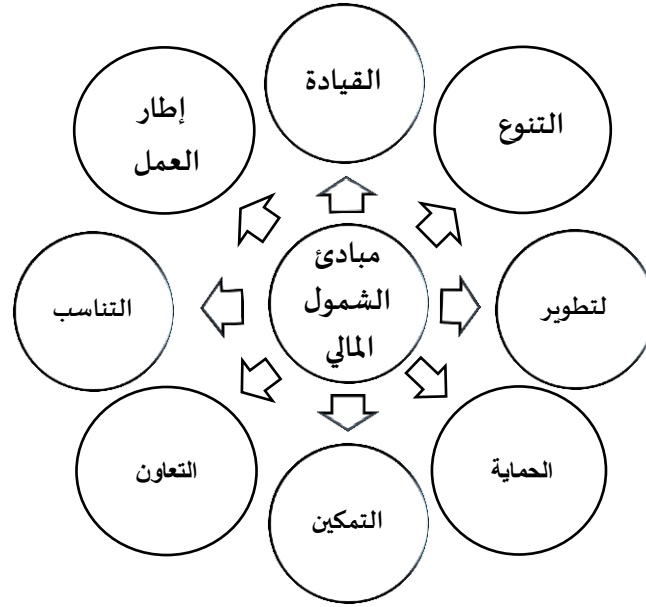 القيادة
التنوع
إطار
العمل
مبادئ
الشمول
المالي
لتطوير
التناسب
الحماية
التعاون
التمكين